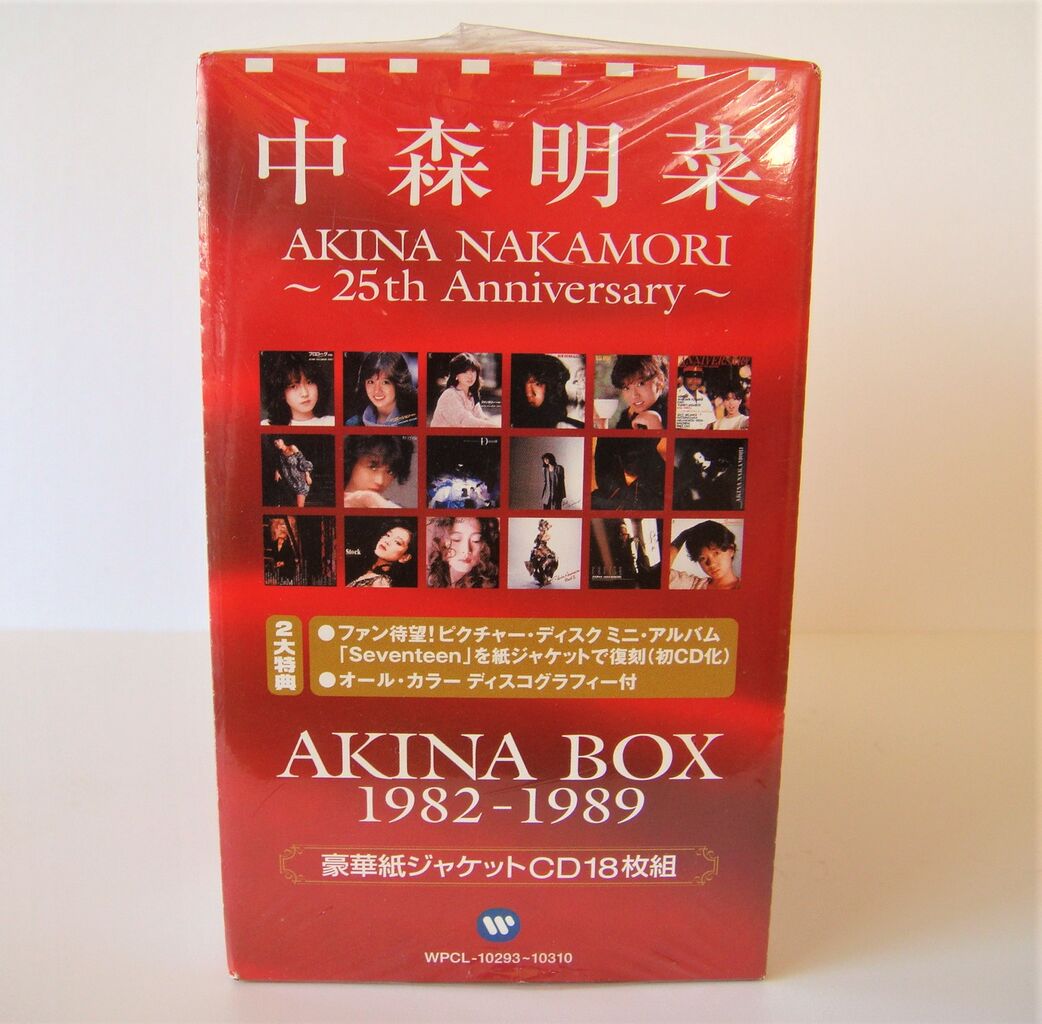 中森明菜
AKINA NAKAMORI
~25th Anniversary~
Stock
2大特典
●ファン待望!ピクチャー・ディスク ミニ・アルバム
「Seventeen」を紙ジャケットで復刻(初CD化)
●オール・カラー ディスコグラフィー付
AKINA BOX
1982-1989
豪華紙ジャケットCD18枚組
WPCL-10293~10310